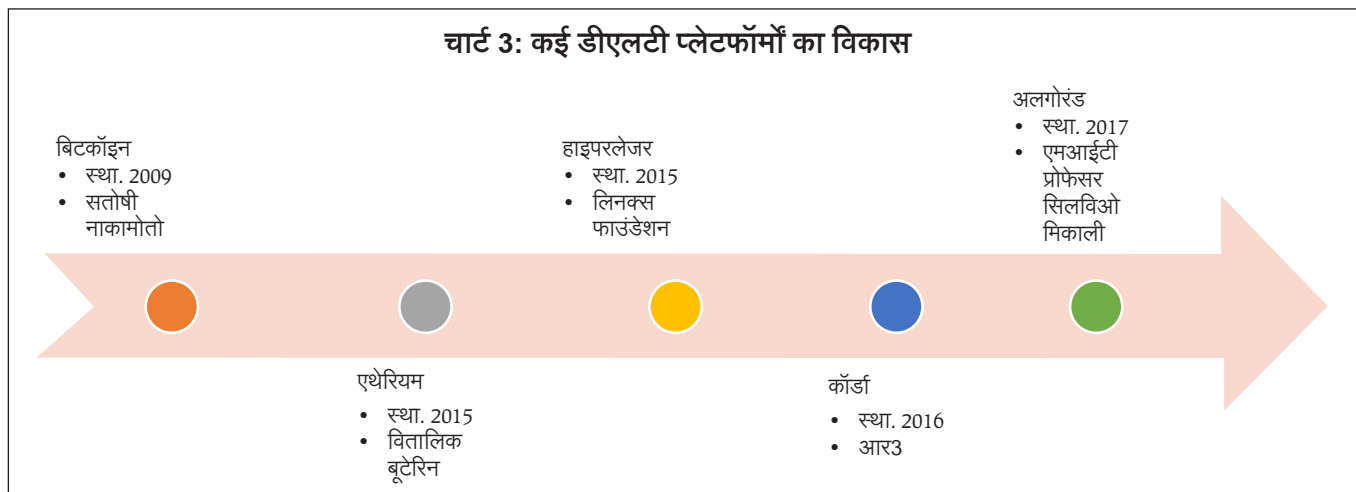 चार्ट 3: कई डीएलटी प्लेटफॉर्मों का विकास
बिटकॉइन
• स्था. 2009
• सतोषी
नाकामोतो
एथेरियम
• स्था. 2015
• वितालिक
बूटेरिन
हाइपरलेजर
• स्था. 2015
• लिनक्स
फाउंडेशन
कॉर्डा
• स्था. 2016
• आर3
अलगोरंड
• स्था. 2017
• एमआईटी
प्रोफेसर
सिलविओ
मिकाली